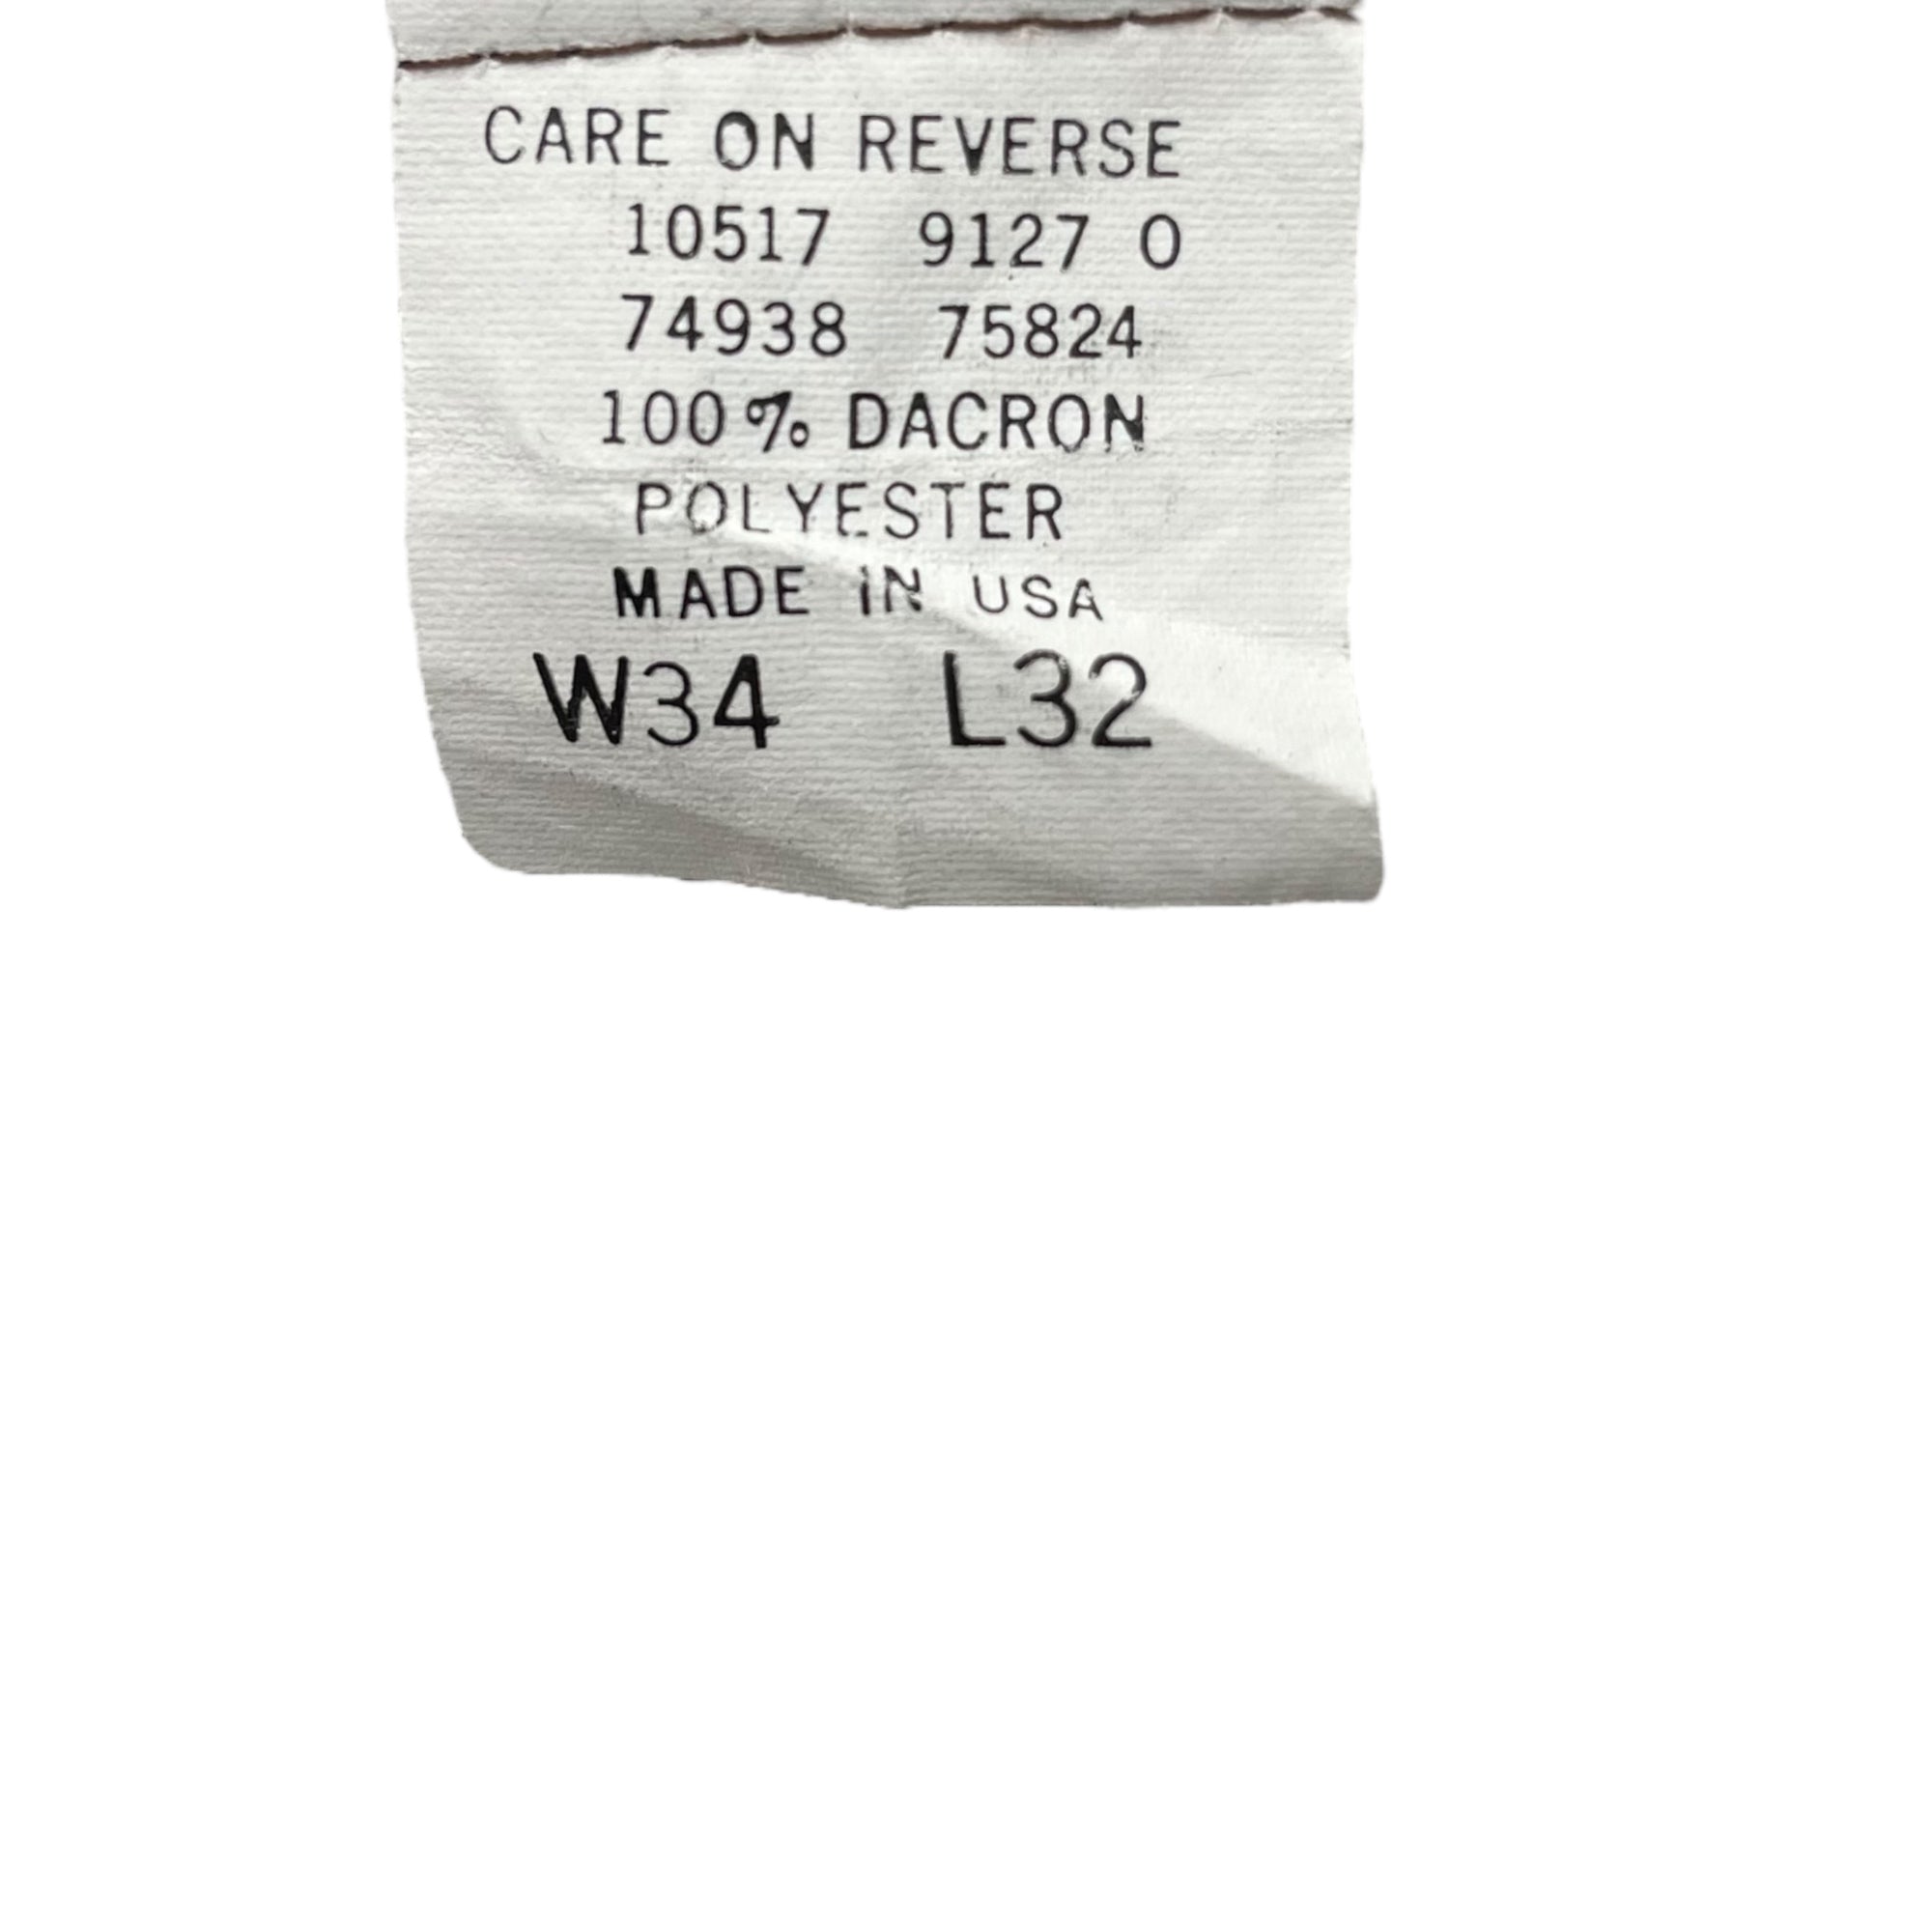 CARE ON REVERSE
10517 9127 0
74938 75824
100% DACRON
POLYESTER
MADE IN USA
W34 L32